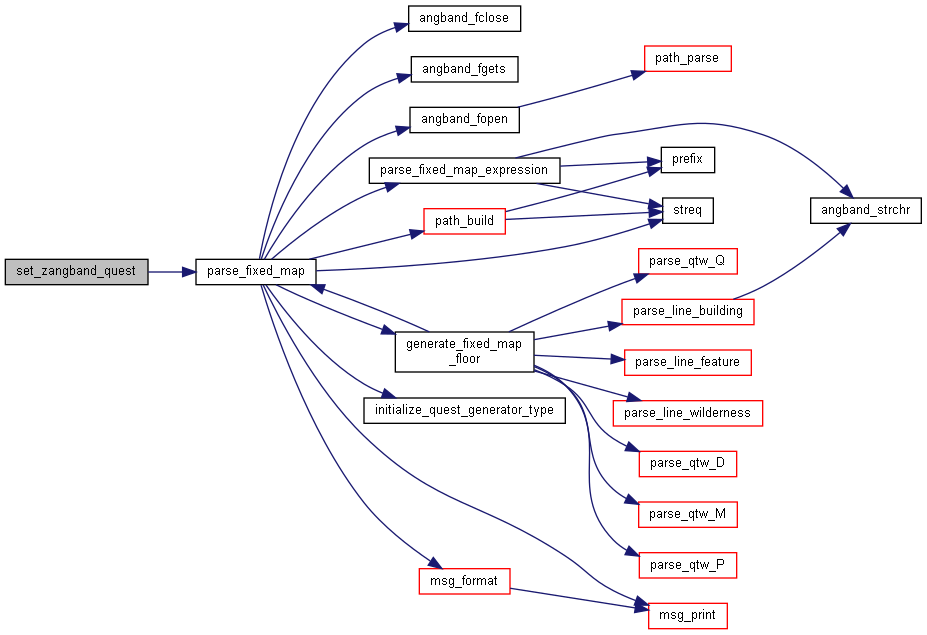 angband_fclose
angband_fgets
path_parse
angband_fopen
parse_fixed_map_expression
prefix
path_build
streq
angband_strchr
set_zangband_quest
parse_fixed_map
parse_qtw_Q
parse_line_building
generate_fixed_map
_floor
parse_line_feature
initialize_quest_generator_type
parse_line_wilderness
parse_qtw_D
parse_qtw_M
parse_qtw_P
msg_format
msg_print